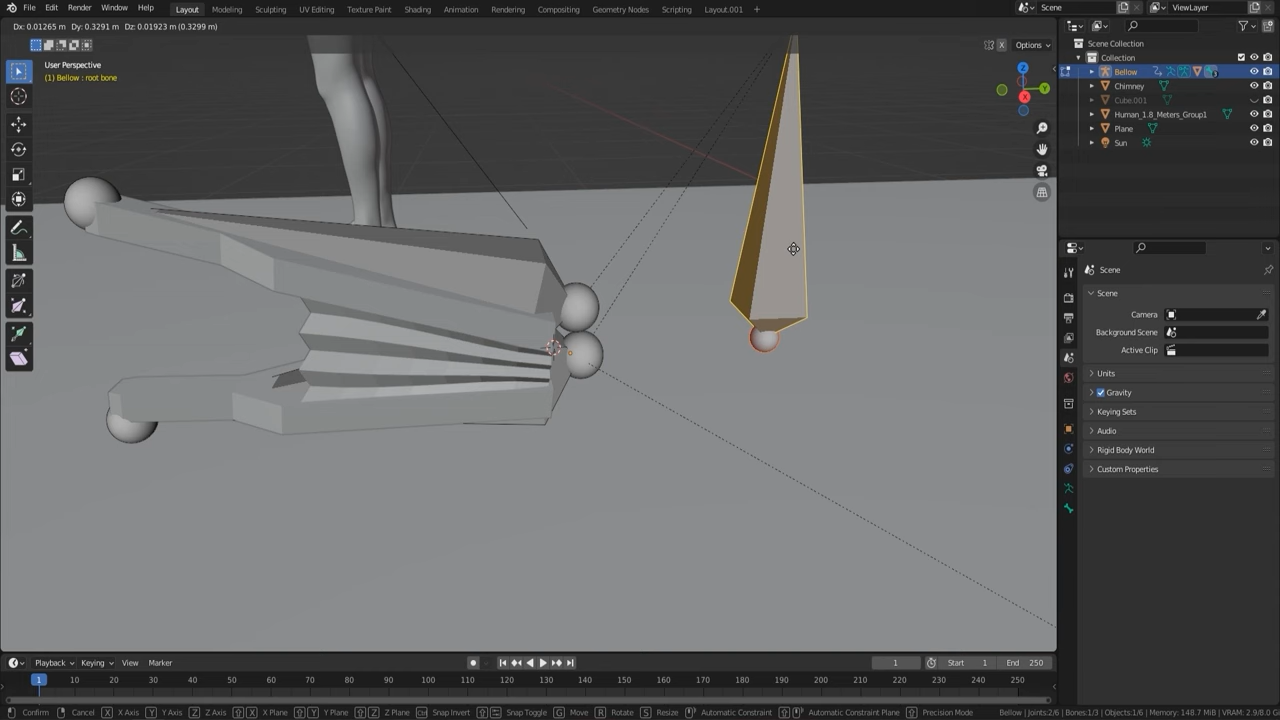 File Edit Render Window Help
Layout Modeling Sculpting UV Editing Texture Paint Shading Animation Rendering Compositing Geometry Nodes Scripting Layout.001 +
Scene
ViewLayer
Dx: 0.01265 m Dy: 0.3291 m Dz: 0.01923 m (0.3299 m)
X Options
User Perspective
(1) Bellow : root bone
Z
Y
X
Scene Collection
Collection
Bellow
Chimney
Cube.001
Human_1.8_Meters_Group1
Plane
Sun
Scene
Scene
Camera
Background Scene
Active Clip
Units
Gravity
Keying Sets
Audio
Rigid Body World
Custom Properties
Playback Keying View Marker
1 Start 1 End 250
1 10 20 30 40 50 60 70 80 90 100 110 120 130 140 150 160 170 180 190 200 210 220 230 240 250
Confirm Cancel X X Axis Y Y Axis Z Z Axis X X Plane Y Y Plane Z Z Plane Snap Invert Snap Toggle G Move R Rotate S Resize Automatic Constraint Automatic Constraint Plane Precision Mode
Bellow | Joints:2/6 | Bones:1/3 | Objects:1/6 | Memory: 148.7 MiB | VRAM: 2.9/8.0 G